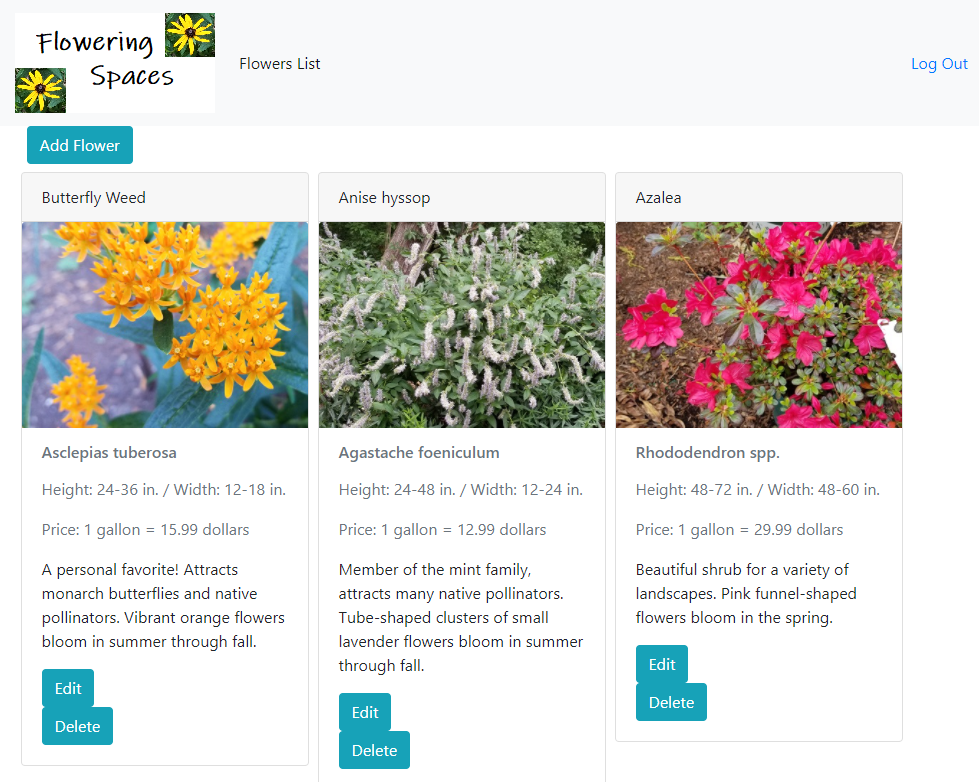 Flowering
Spaces
Flowers List
Log Out
Add Flower
Butterfly Weed
Asclepias tuberosa
Height: 24-36 in. / Width: 12-18 in.
Price: 1 gallon = 15.99 dollars
A personal favorite! Attracts
monarch butterflies and native
pollinators. Vibrant orange flowers
bloom in summer through fall.
Edit
Delete
Anise hyssop
Agastache foeniculum
Height: 24-48 in. / Width: 12-24 in.
Price: 1 gallon = 12.99 dollars
Member of the mint family,
attracts many native pollinators.
Tube-shaped clusters of small
lavender flowers bloom in summer
through fall.
Edit
Delete
Azalea
Rhododendron spp.
Height: 48-72 in. / Width: 48-60 in.
Price: 1 gallon = 29.99 dollars
Beautiful shrub for a variety of
landscapes. Pink funnel-shaped
flowers bloom in the spring.
Edit
Delete